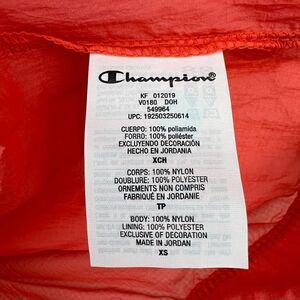 Champion®
KF 012019
V0180 DOH
549964
UPC: 192503250614
CUERPO: 100% poliamida
FORRO: 100% poliéster
EXCLUYENDO DECORACIÓN
HECHO EN JORDANIA
XCH
CORPS: 100% NYLON
DOUBLURE: 100% POLYESTER
ORNEMENTS NON COMPRIS
FABRIQUÉ EN JORDANIE
TP
BODY: 100% NYLON
LINING: 100% POLYESTER
EXCLUSIVE OF DECORATION
MADE IN JORDAN
XS